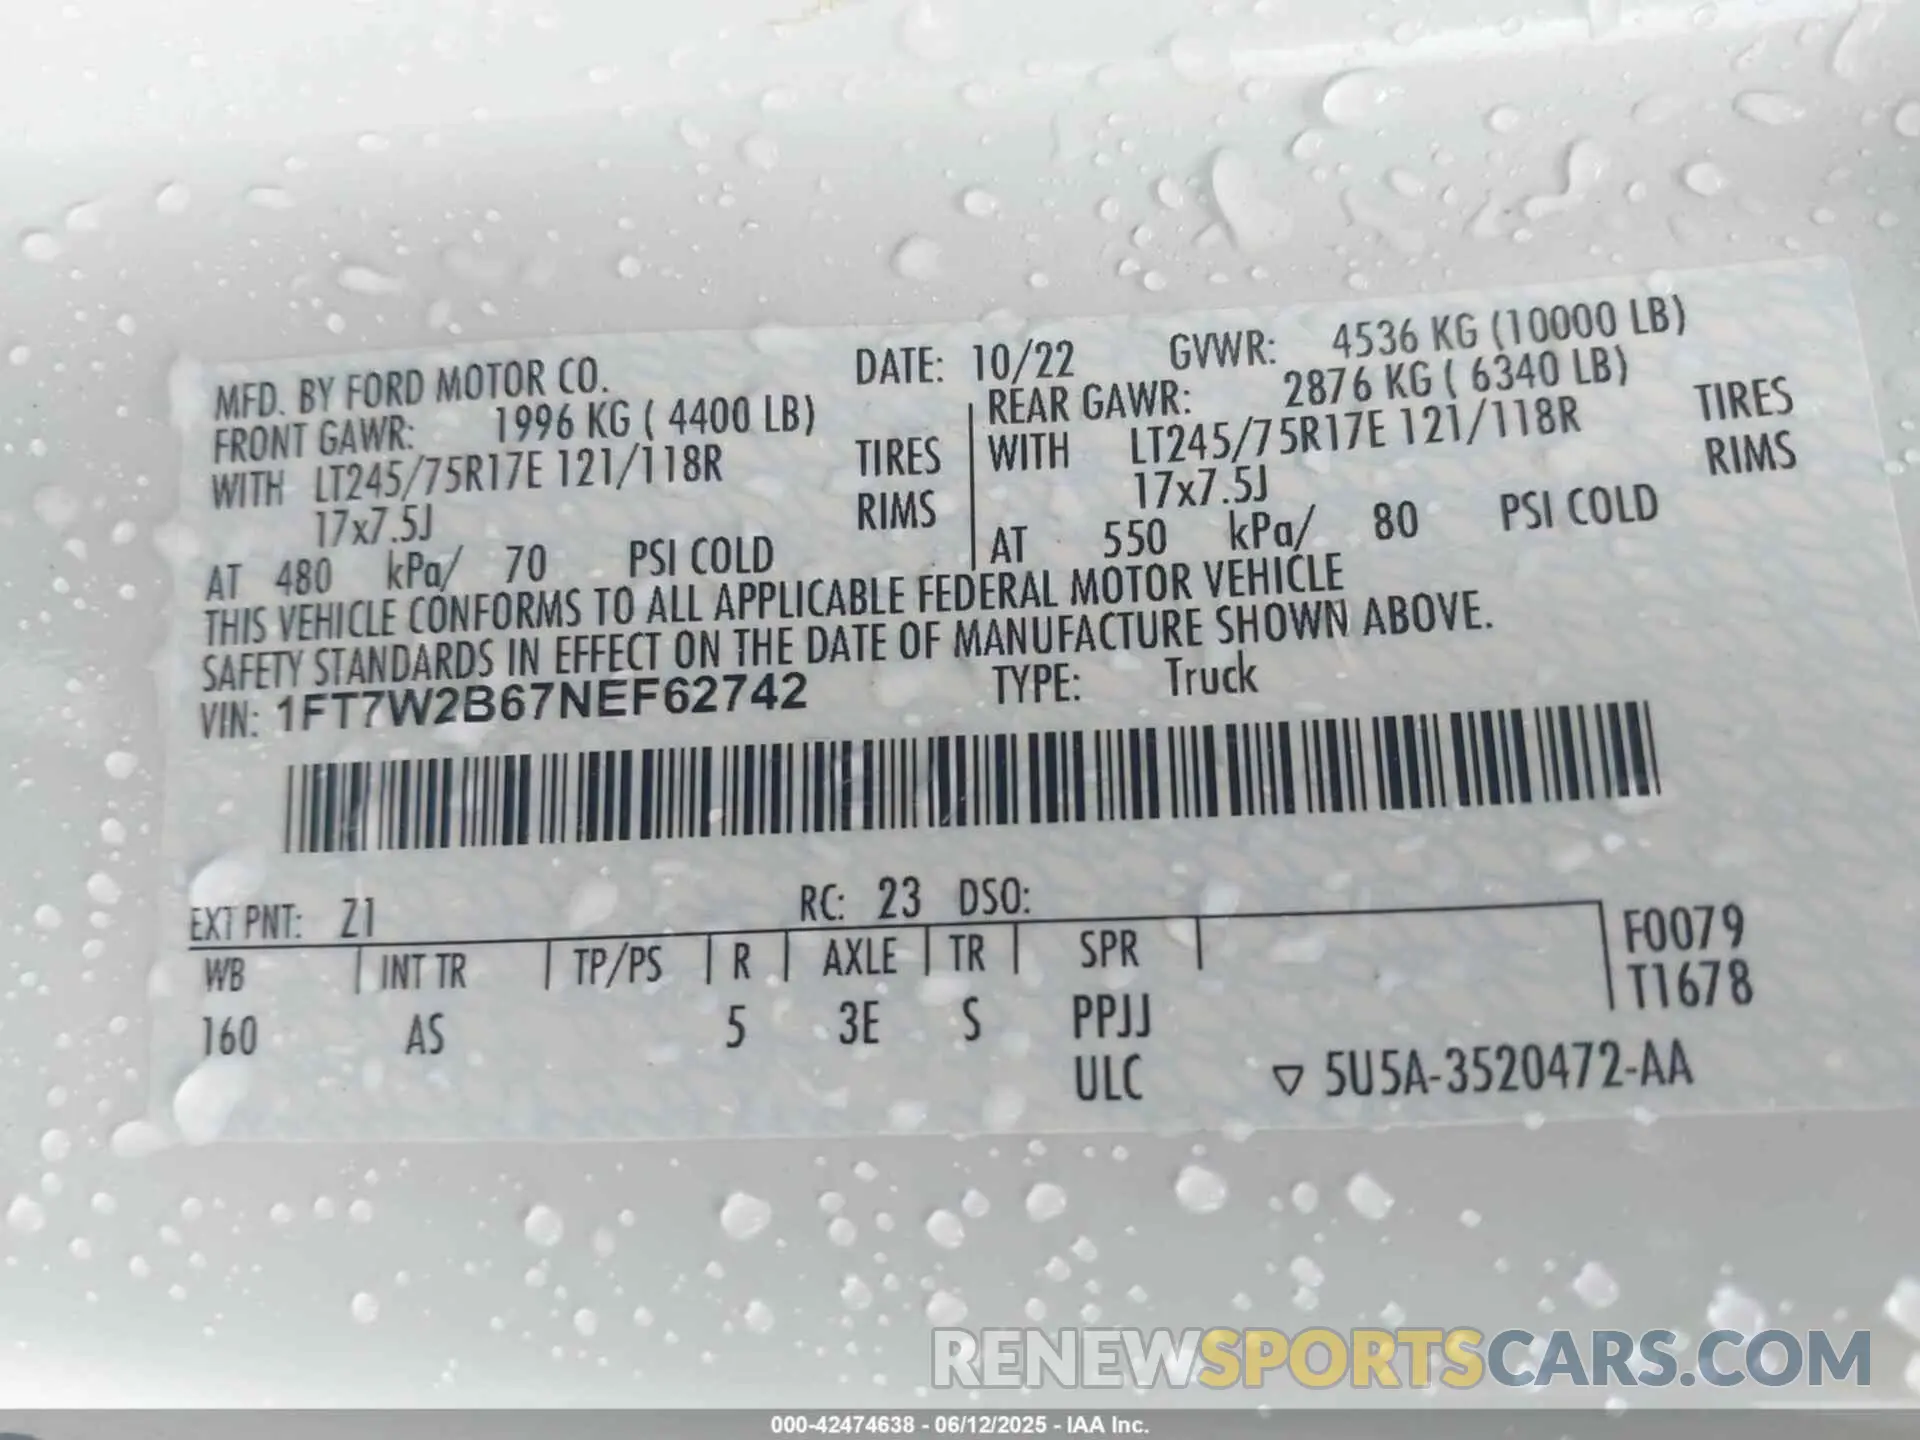 MFD. BY FORD MOTOR CO. DATE: 10/22 GVWR: 4536 KG (10000 LB)
FRONT GAWR: 1996 KG ( 4400 LB) REAR GAWR: 2876 KG ( 6340 LB)
WITH LT245/75R17E 121/118R TIRES WITH LT245/75R17E 121/118R TIRES
17x7.5J RIMS 17x7.5J RIMS
AT 480 kPa/ 70 PSI COLD AT 550 kPa/ 80 PSI COLD
THIS VEHICLE CONFORMS TO ALL APPLICABLE FEDERAL MOTOR VEHICLE
SAFETY STANDARDS IN EFFECT ON THE DATE OF MANUFACTURE SHOWN ABOVE.
VIN: 1FT7W2B67NEF62742 TYPE: Truck
EXT PNT: Z1 RC: 23 DSO:
WB INT TR TP/PS R AXLE TR SPR F0079
T1678
160 AS 5 3E S PPJJ
ULC ▽ 5U5A-3520472-AA
RENEWSPORTSCARS.COM
000-42474638 - 06/12/2025 - IAA Inc.